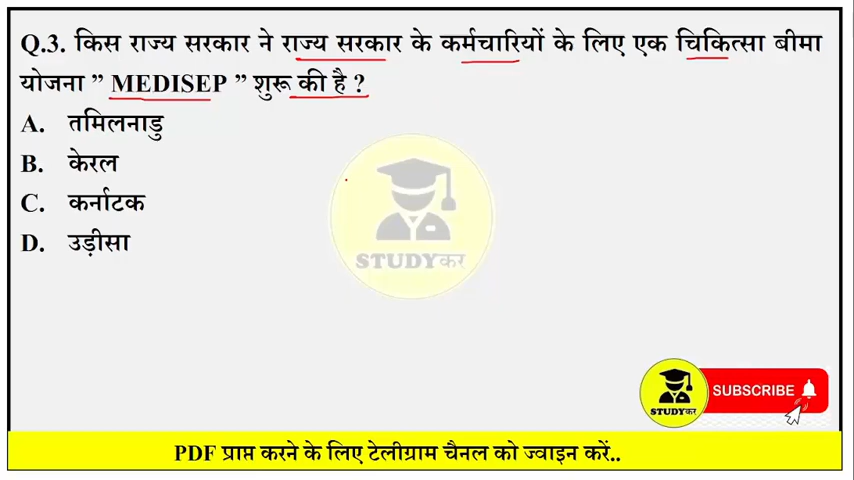 Q.3. किस राज्य सरकार ने राज्य सरकार के कर्मचारियों के लिए एक चिकित्सा बीमा
योजना ” MEDISEP ” शुरू की है ?
A. तमिलनाडु
B. केरल
C. कर्नाटक
D. उड़ीसा
STUDYकर
SUBSCRIBE
STUDYकर
PDF प्राप्त करने के लिए टेलीग्राम चैनल को ज्वाइन करें..